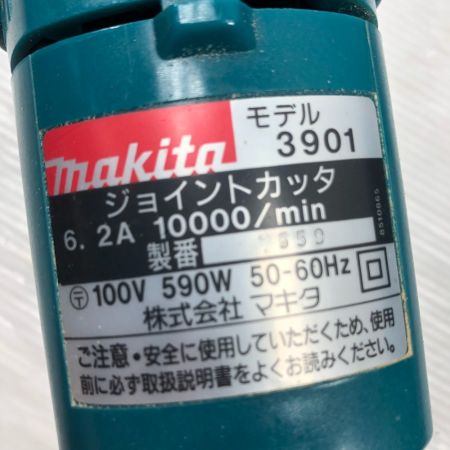 モデル
makita 3901
ジョイントカッタ
6.2A 10000/min
製番
〒 100V 590W 50-60Hz
株式会社 マキタ
ご注意・安全に使用していただくため、使用
前に必ず取扱説明書をよくお読みください。